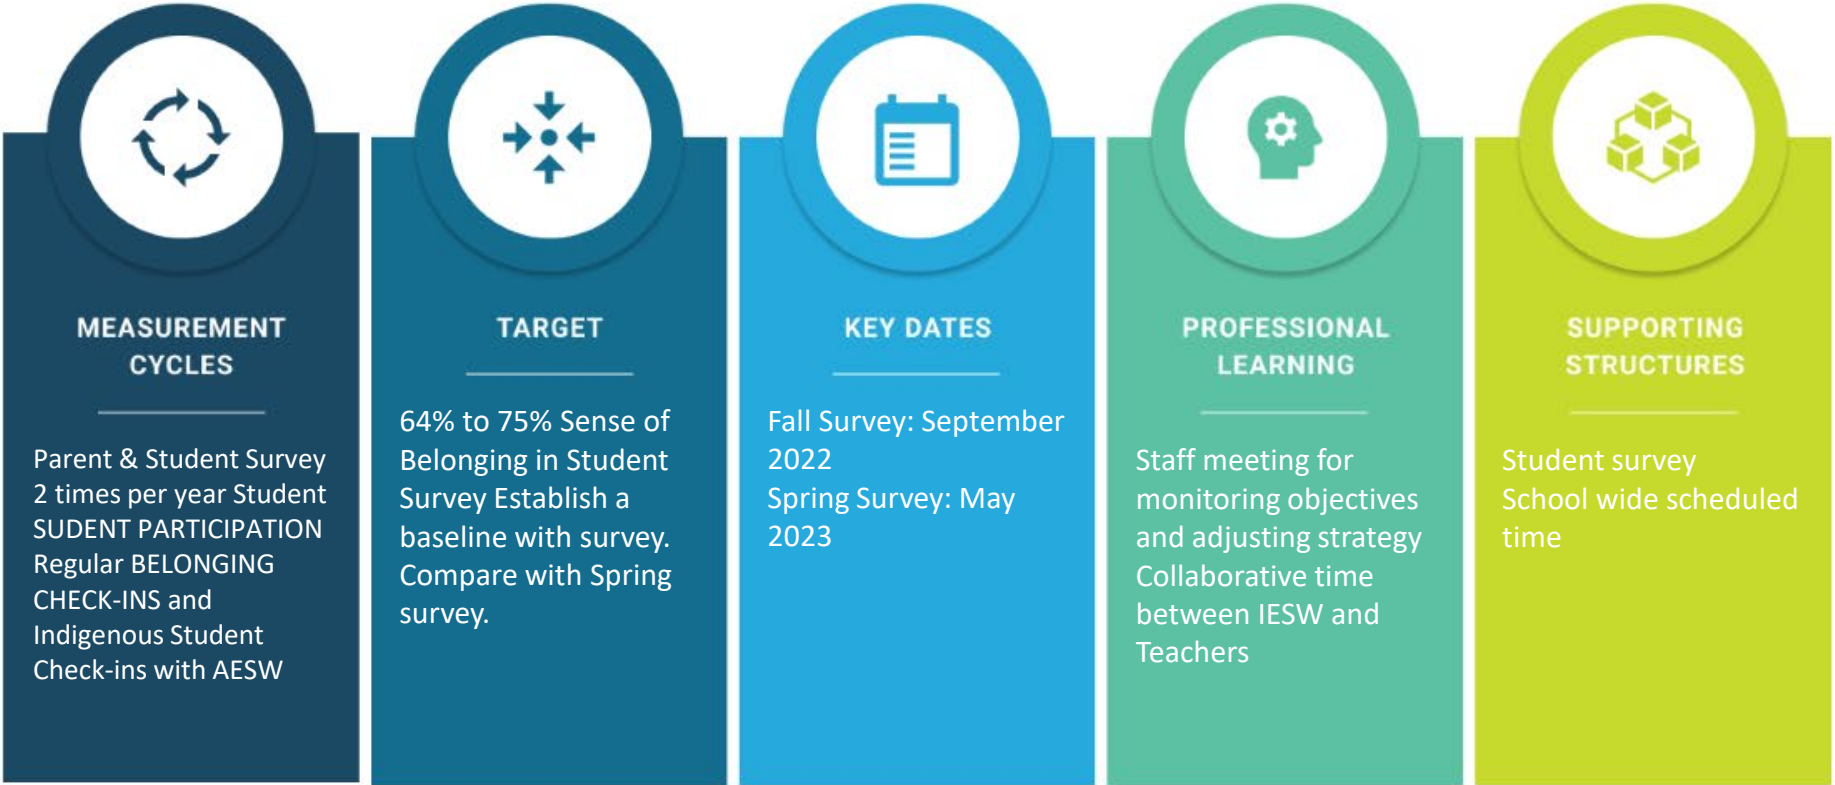 MEASUREMENT
CYCLES
Parent & Student Survey
2 times per year Student
SUDENT PARTICIPATION
Regular BELONGING
CHECK-INS and
Indigenous Student
Check-ins with AESW
TARGET
64% to 75% Sense of
Belonging in Student
Survey Establish a
baseline with survey.
Compare with Spring
survey.
KEY DATES
Fall Survey: September
2022
Spring Survey: May
2023
PROFESSIONAL
LEARNING
Staff meeting for
monitoring objectives
and adjusting strategy
Collaborative time
between IESW and
Teachers
SUPPORTING
STRUCTURES
Student survey
School wide scheduled
time